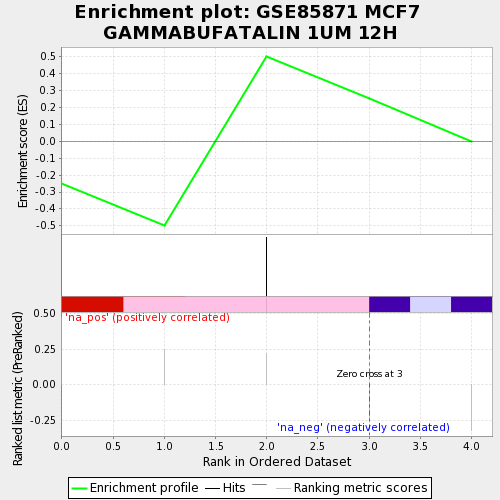 Enrichment plot: GSE85871 MCF7
GAMMABUFATALIN 1UM 12H
Enrichment score (ES)
0.5
0.4
0.3
0.2
0.1
0.0
-0.1
-0.2
-0.3
-0.4
-0.5
Ranked list metric (PreRanked)
0.50
0.25
0.00
-0.25
'na_pos' (positively correlated)
Zero cross at 3
'na_neg' (negatively correlated)
0.0 0.5 1.0 1.5 2.0 2.5 3.0 3.5 4.0
Rank in Ordered Dataset
Enrichment profile Hits Ranking metric scores